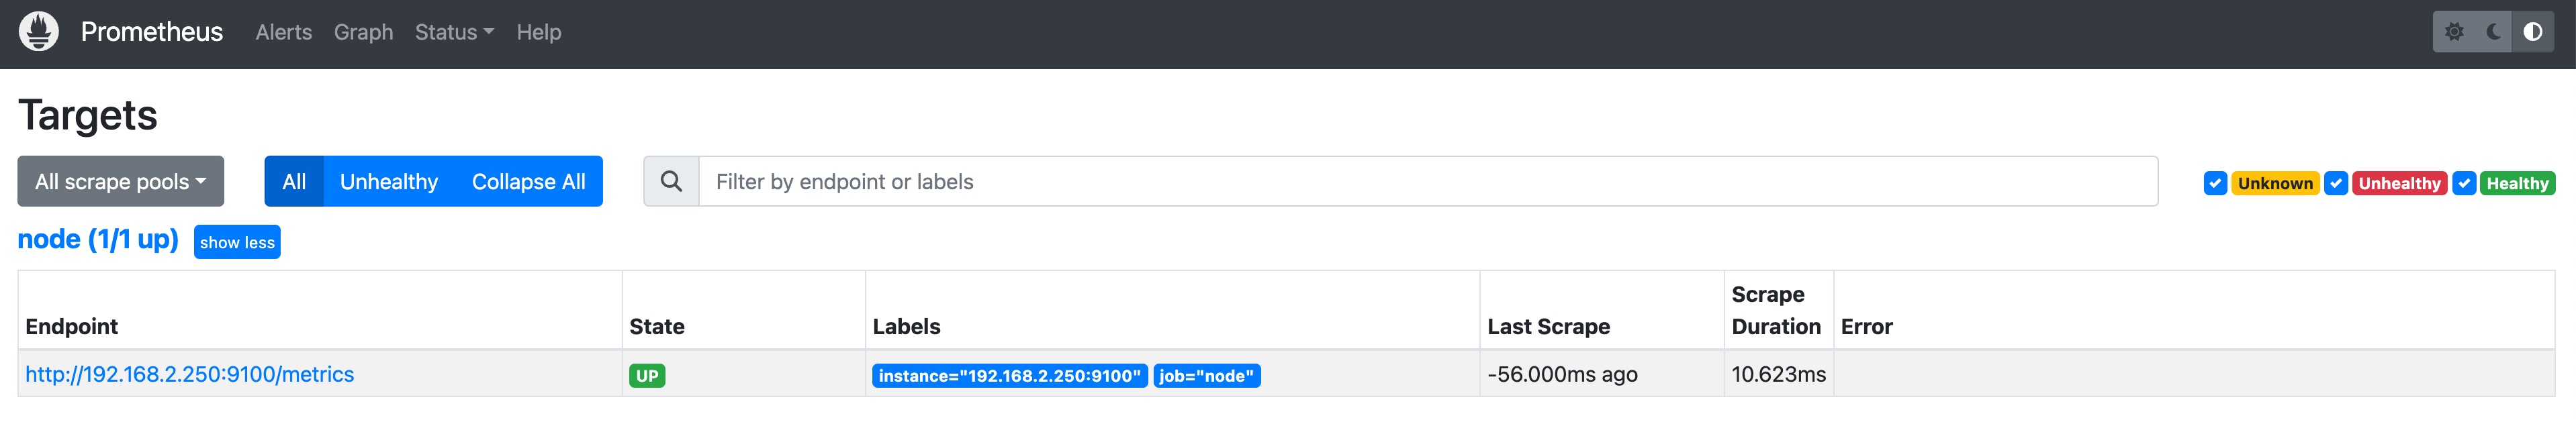 Prometheus Alerts Graph Status Help
Targets
All scrape pools All Unhealthy Collapse All Filter by endpoint or labels Unknown Unhealthy Healthy
node (1/1 up) show less
Endpoint State Labels Last Scrape Scrape Duration Error
http://192.168.2.250:9100/metrics UP instance="192.168.2.250:9100" job="node" -56.000ms ago 10.623ms